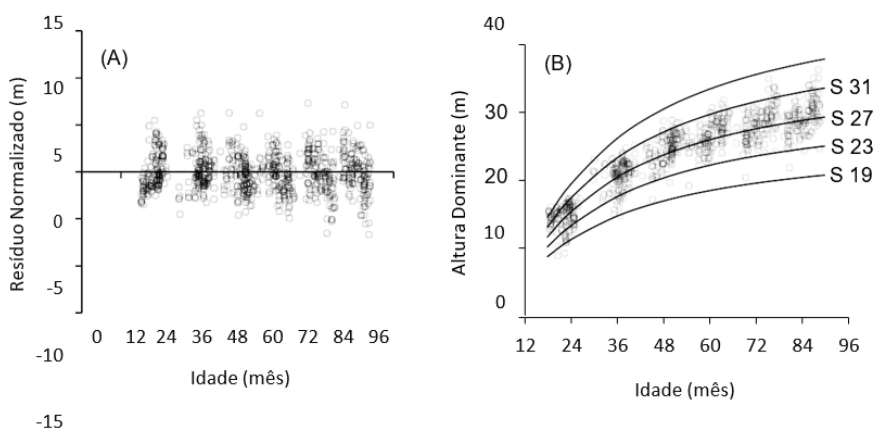 (A)
Resíduo Normalizado (m)
15
10
5
0
-5
-10
-15
0 12 24 36 48 60 72 84 96
Idade (mês)
(B)
Altura Dominante (m)
40
30
20
10
0
S 31
S 27
S 23
S 19
12 24 36 48 60 72 84 96
Idade (mês)